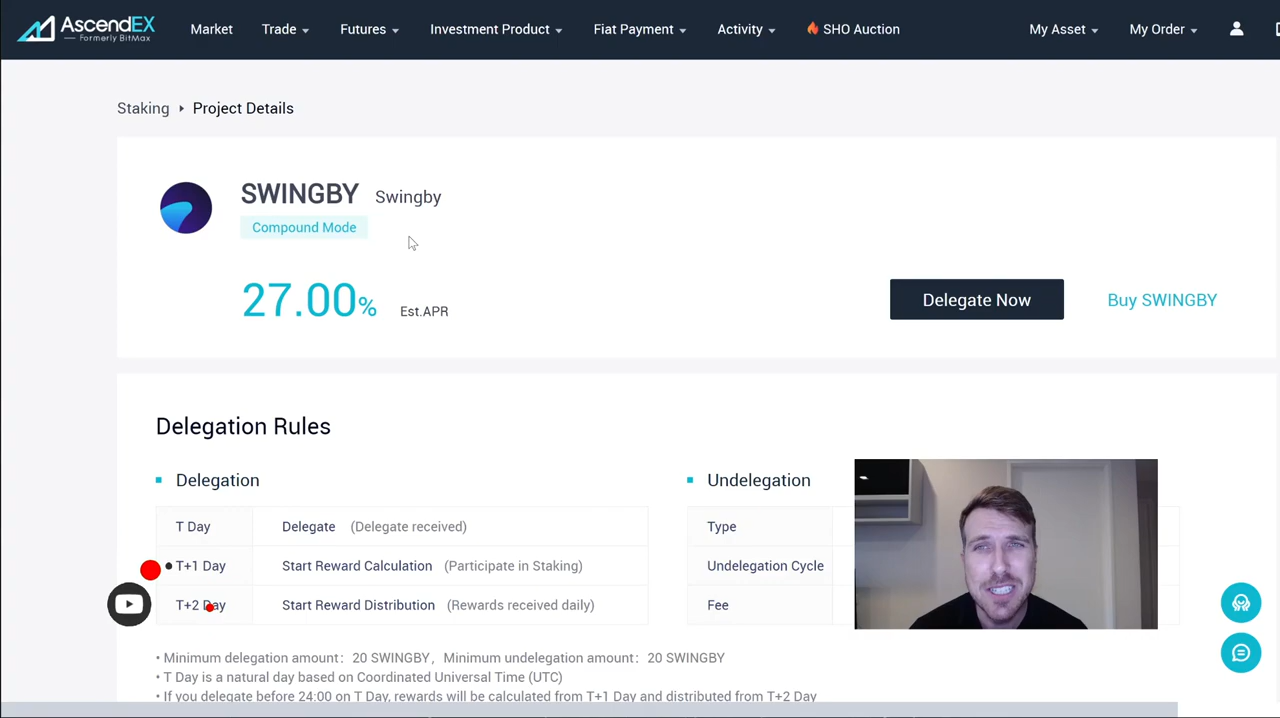 AscendEX
Formerly BitMax
Market
Trade
Futures
Investment Product
Fiat Payment
Activity
SHO Auction
My Asset
My Order
Staking
Project Details
SWINGBY Swingby
Compound Mode
27.00% Est.APR
Delegate Now
Buy SWINGBY
Delegation Rules
Delegation
T Day Delegate (Delegate received)
T+1 Day Start Reward Calculation (Participate in Staking)
T+2 Day Start Reward Distribution (Rewards received daily)
Undelegation
Type
Undelegation Cycle
Fee
• Minimum delegation amount: 20 SWINGBY, Minimum undelegation amount: 20 SWINGBY
• T Day is a natural day based on Coordinated Universal Time (UTC)
• If you delegate before 24:00 on T Day, rewards will be calculated from T+1 Day and distributed from T+2 Day